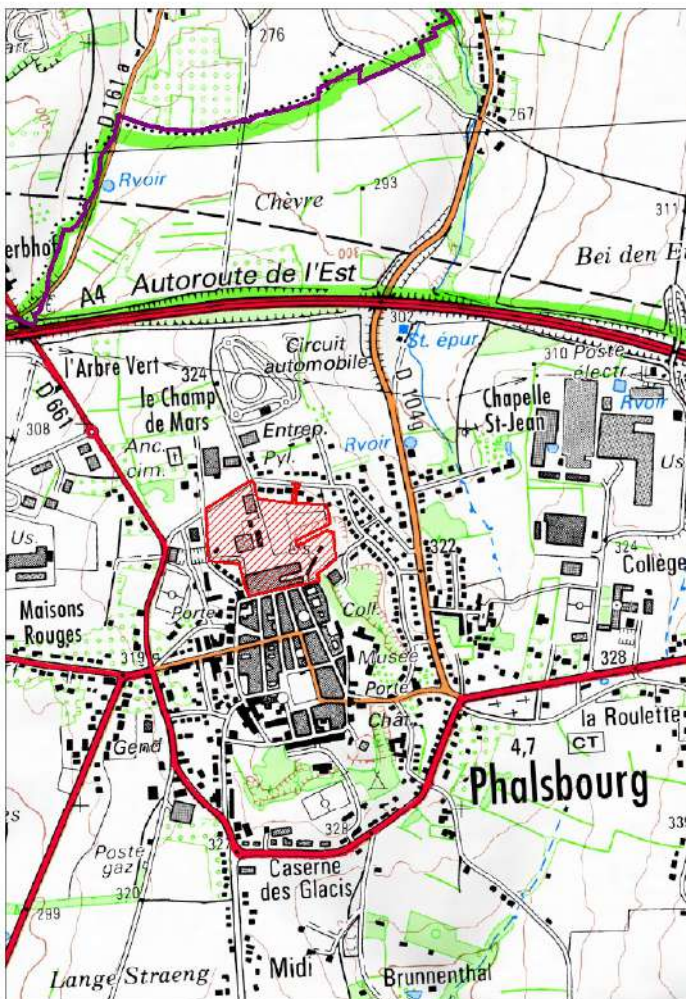 276
D 161 a
267
Rvoir
293
Chèvre
311
erbhof
300
Bei den E
A4
Autoroute de l'Est
302
St. épur
l'Arbre Vert
324
Circuit
automobile
310
Poste
électr.
le Champ
de Mars
D 104g
Chapelle
St-Jean
Rvoir
D 661
308
Entrep.
Pyl.
Anc.
cim.
Rvoir
Us
322
324
Us.
Collège
Maisons
Rouges
Porte
Coll.
Musée
319
328
Porte
la Roulette
Chât.
Gend
4,7
CT
Phalsbourg
328
339
Poste
gaz
Caserne
des Glacis
320
299
Midi
Lange Straeng
Brunnenthal